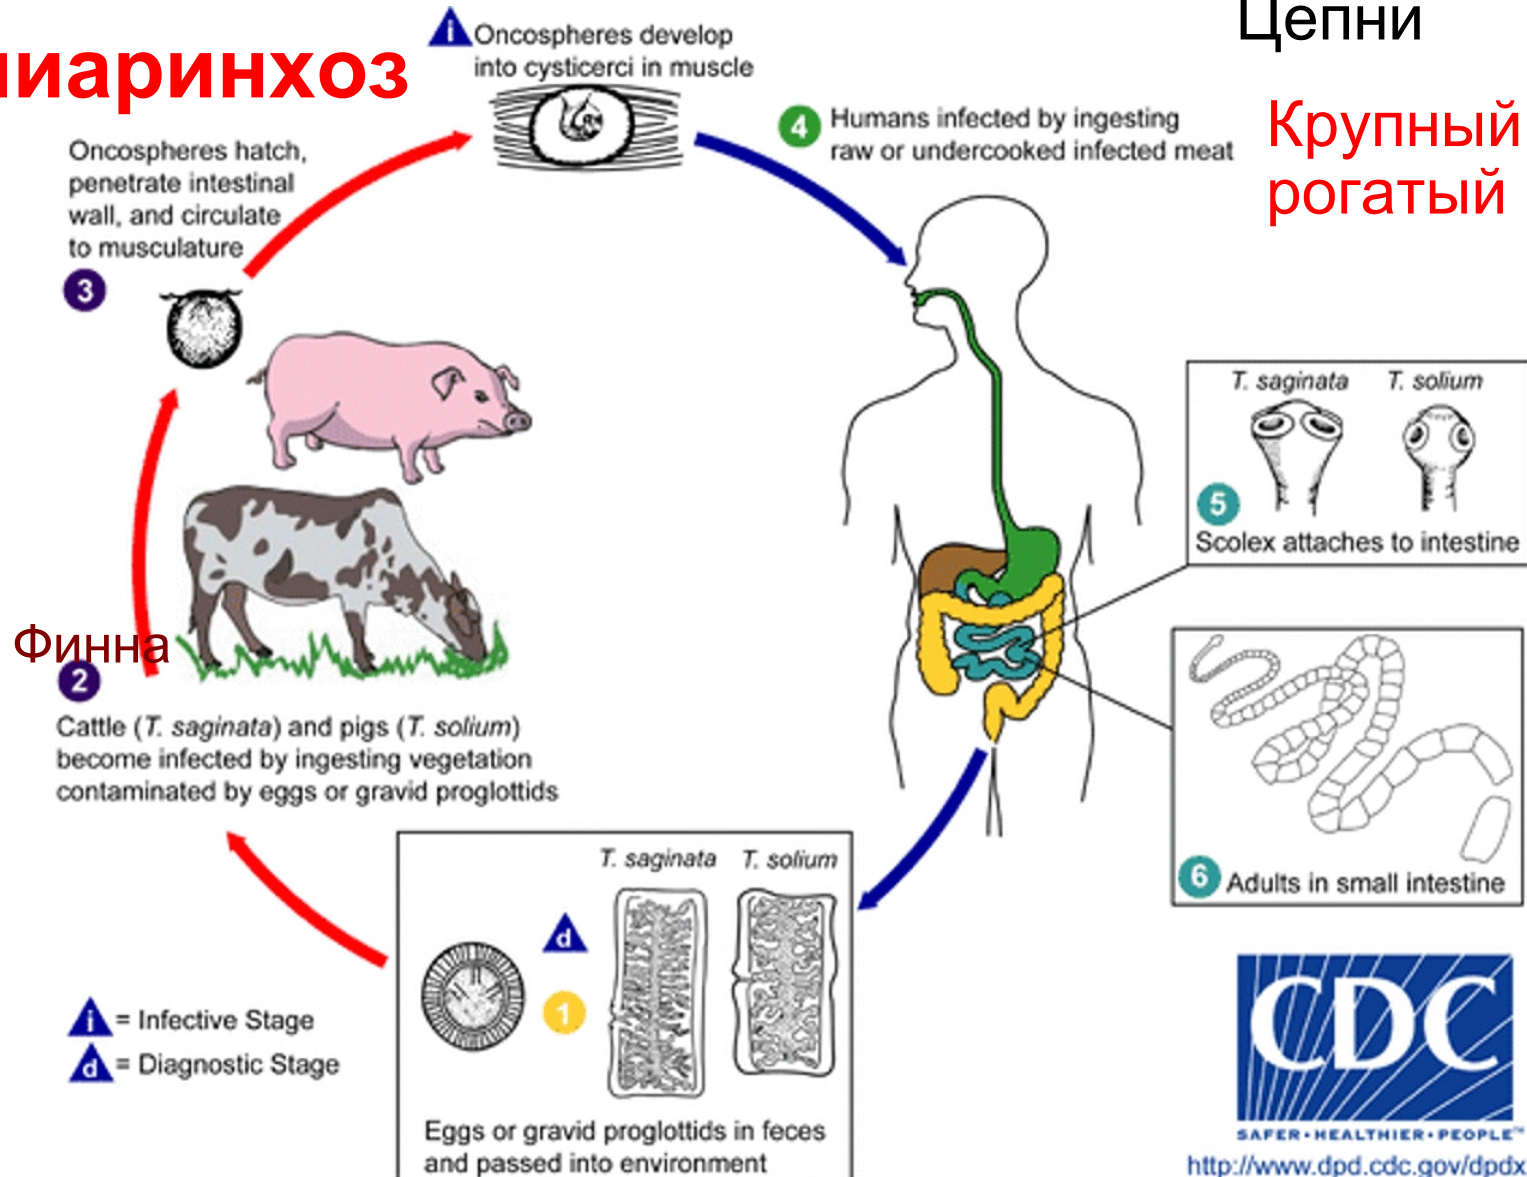 Цепни
иаринхоз
Крупный
рогатый
i
Oncospheres develop
into cysticerci in muscle
4
Humans infected by ingesting
raw or undercooked infected meat
Oncospheres hatch,
penetrate intestinal
wall, and circulate
to musculature
3
T. saginata T. solium
5
Scolex attaches to intestine
Финна
2
Cattle (T. saginata) and pigs (T. solium)
become infected by ingesting vegetation
contaminated by eggs or gravid proglottids
6 Adults in small intestine
T. saginata T. solium
d
1
i = Infective Stage
d = Diagnostic Stage
Eggs or gravid proglottids in feces
and passed into environment
CDC
SAFER•HEALTHIER•PEOPLE™
http://www.dpd.cdc.gov/dpdx